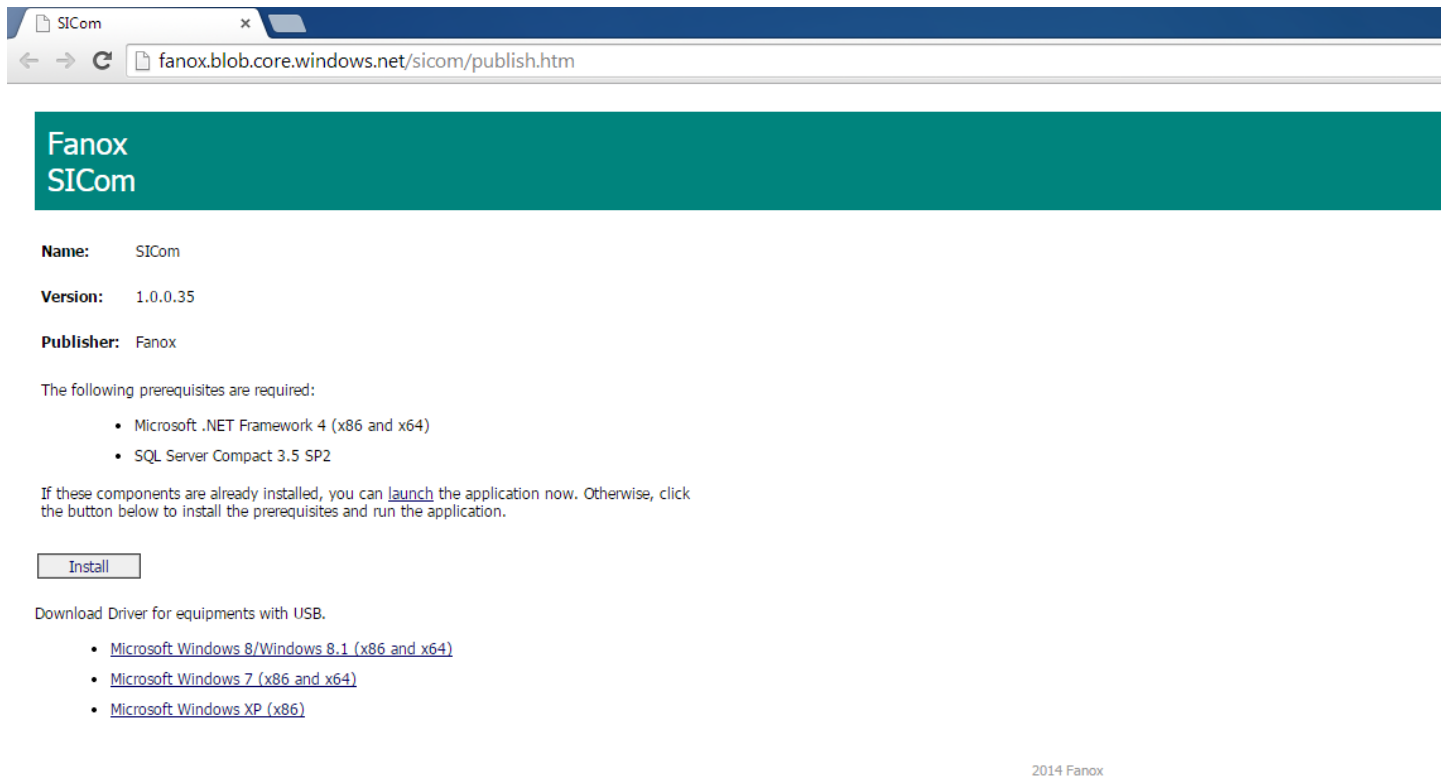 SICom
fanox.blob.core.windows.net/sicom/publish.htm
Fanox
SICom
Name: SICom
Version: 1.0.0.35
Publisher: Fanox
The following prerequisites are required:
• Microsoft .NET Framework 4 (x86 and x64)
• SQL Server Compact 3.5 SP2
If these components are already installed, you can launch the application now. Otherwise, click
the button below to install the prerequisites and run the application.
Install
Download Driver for equipments with USB.
• Microsoft Windows 8/Windows 8.1 (x86 and x64)
• Microsoft Windows 7 (x86 and x64)
• Microsoft Windows XP (x86)
2014 Fanox